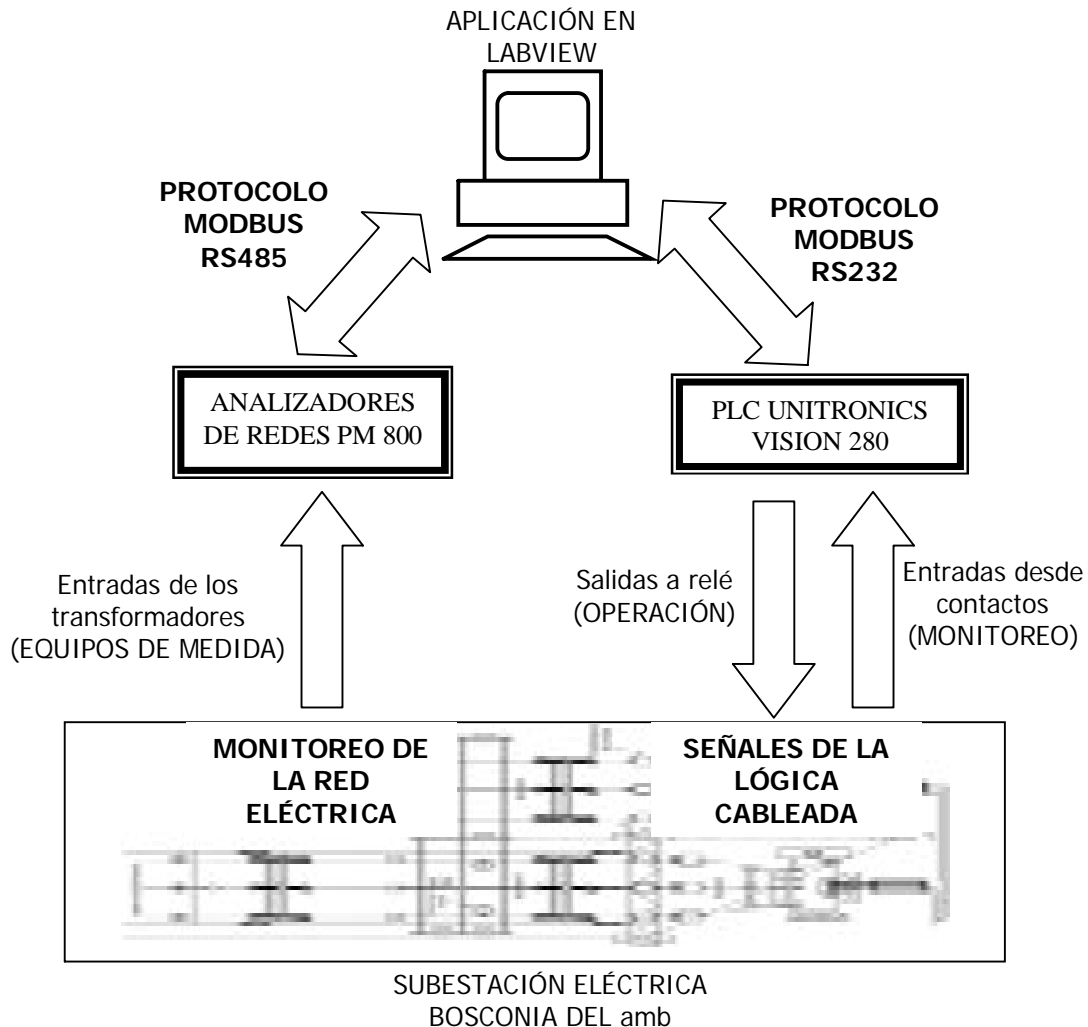 APLICACIÓN EN
LABVIEW
PROTOCOLO
MODBUS
RS485
PROTOCOLO
MODBUS
RS232
ANALIZADORES
DE REDES PM 800
PLC UNITRONICS
VISION 280
Entradas de los
transformadores
(EQUIPOS DE MEDIDA)
Salidas a relé
(OPERACIÓN)
Entradas desde
contactos
(MONITOREO)
MONITOREO DE
LA RED
ELÉCTRICA
SEÑALES DE LA
LÓGICA
CABLEADA
SUBESTACIÓN ELÉCTRICA
BOSCONIA DEL amb